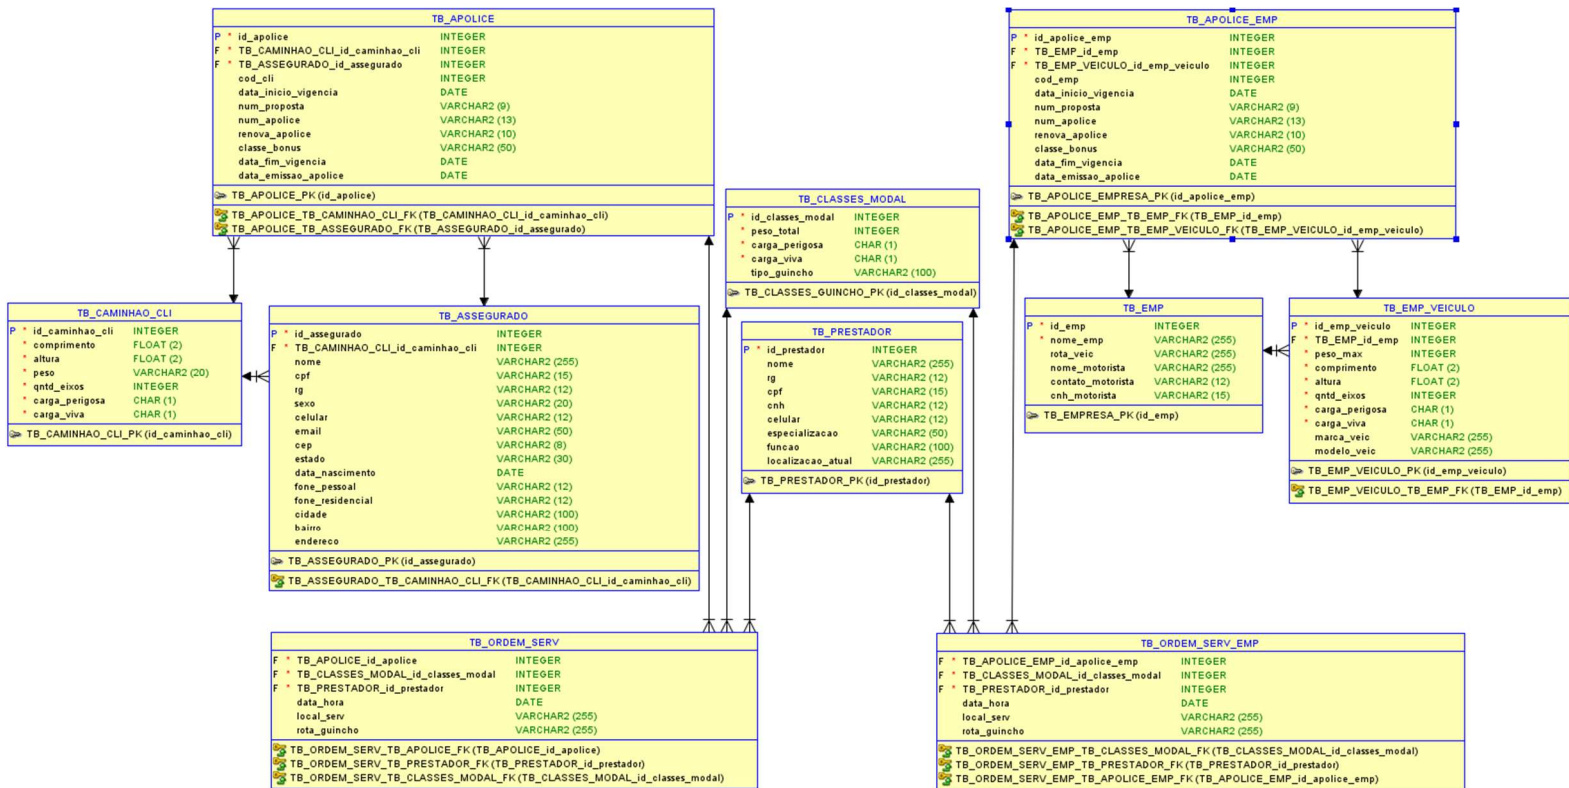 TB_APOLICE
P * id_apolice INTEGER
F * TB_CAMINHAO_CLI_id_caminhao_cli INTEGER
F * TB_ASSEGURADO_id_assegurado INTEGER
cod_cli INTEGER
data_inicio_vigencia DATE
num_proposta VARCHAR2 (9)
num_apolice VARCHAR2 (13)
renova_apolice VARCHAR2 (10)
classe_bonus VARCHAR2 (50)
data_fim_vigencia DATE
data_emissao_apolice DATE
TB_APOLICE_PK (id_apolice)
TB_APOLICE_TB_CAMINHAO_CLI_FK (TB_CAMINHAO_CLI_id_caminhao_cli)
TB_APOLICE_TB_ASSEGURADO_FK (TB_ASSEGURADO_id_assegurado)
TB_APOLICE_EMP
P * id_apolice_emp INTEGER
F * TB_EMP_id_emp INTEGER
F * TB_EMP_VEICULO_id_emp_veiculo INTEGER
cod_emp INTEGER
data_inicio_vigencia DATE
num_proposta VARCHAR2 (9)
num_apolice VARCHAR2 (13)
renova_apolice VARCHAR2 (10)
classe_bonus VARCHAR2 (50)
data_fim_vigencia DATE
data_emissao_apolice DATE
TB_APOLICE_EMPRESA_PK (id_apolice_emp)
TB_APOLICE_EMP_TB_EMP_FK (TB_EMP_id_emp)
TB_APOLICE_EMP_TB_EMP_VEICULO_FK (TB_EMP_VEICULO_id_emp_veiculo)
TB_CLASSES_MODAL
P * id_classes_modal INTEGER
* peso_total INTEGER
* carga_perigosa CHAR (1)
* carga_viva CHAR (1)
tipo_guincho VARCHAR2 (100)
TB_CLASSES_GUINCHO_PK (id_classes_modal)
TB_CAMINHAO_CLI
P * id_caminhao_cli INTEGER
* comprimento FLOAT (2)
* altura FLOAT (2)
* peso VARCHAR2 (20)
* qntd_eixos INTEGER
* carga_perigosa CHAR (1)
* carga_viva CHAR (1)
TB_CAMINHAO_CLI_PK (id_caminhao_cli)
TB_ASSEGURADO
P * id_assegurado INTEGER
F * TB_CAMINHAO_CLI_id_caminhao_cli INTEGER
nome VARCHAR2 (255)
cpf VARCHAR2 (15)
rg VARCHAR2 (12)
sexo VARCHAR2 (20)
celular VARCHAR2 (12)
email VARCHAR2 (50)
cep VARCHAR2 (8)
estado VARCHAR2 (30)
data_nascimento DATE
fone_pessoal VARCHAR2 (12)
fone_residencial VARCHAR2 (12)
cidade VARCHAR2 (100)
bairro VARCHAR2 (100)
endereco VARCHAR2 (255)
TB_ASSEGURADO_PK (id_assegurado)
TB_ASSEGURADO_TB_CAMINHAO_CLI_FK (TB_CAMINHAO_CLI_id_caminhao_cli)
TB_PRESTADOR
P * id_prestador INTEGER
nome VARCHAR2 (255)
rg VARCHAR2 (12)
cpf VARCHAR2 (15)
cnh VARCHAR2 (12)
celular VARCHAR2 (12)
especializacao VARCHAR2 (50)
funcao VARCHAR2 (100)
localizacao_atual VARCHAR2 (255)
TB_PRESTADOR_PK (id_prestador)
TB_EMP
P * id_emp INTEGER
* nome_emp VARCHAR2 (255)
rota_veic VARCHAR2 (255)
nome_motorista VARCHAR2 (255)
contato_motorista VARCHAR2 (12)
cnh_motorista VARCHAR2 (15)
TB_EMPRESA_PK (id_emp)
TB_EMP_VEICULO
P * id_emp_veiculo INTEGER
F * TB_EMP_id_emp INTEGER
* peso_max INTEGER
* comprimento FLOAT (2)
* altura FLOAT (2)
* qntd_eixos INTEGER
* carga_perigosa CHAR (1)
* carga_viva CHAR (1)
marca_veic VARCHAR2 (255)
modelo_veic VARCHAR2 (255)
TB_EMP_VEICULO_PK (id_emp_veiculo)
TB_EMP_VEICULO_TB_EMP_FK (TB_EMP_id_emp)
TB_ORDEM_SERV
F * TB_APOLICE_id_apolice INTEGER
F * TB_CLASSES_MODAL_id_classes_modal INTEGER
F * TB_PRESTADOR_id_prestador INTEGER
data_hora DATE
local_serv VARCHAR2 (255)
rota_guincho VARCHAR2 (255)
TB_ORDEM_SERV_TB_APOLICE_FK (TB_APOLICE_id_apolice)
TB_ORDEM_SERV_TB_PRESTADOR_FK (TB_PRESTADOR_id_prestador)
TB_ORDEM_SERV_TB_CLASSES_MODAL_FK (TB_CLASSES_MODAL_id_classes_modal)
TB_ORDEM_SERV_EMP
F * TB_APOLICE_EMP_id_apolice_emp INTEGER
F * TB_CLASSES_MODAL_id_classes_modal INTEGER
F * TB_PRESTADOR_id_prestador INTEGER
data_hora DATE
local_serv VARCHAR2 (255)
rota_guincho VARCHAR2 (255)
TB_ORDEM_SERV_EMP_TB_CLASSES_MODAL_FK (TB_CLASSES_MODAL_id_classes_modal)
TB_ORDEM_SERV_EMP_TB_PRESTADOR_FK (TB_PRESTADOR_id_prestador)
TB_ORDEM_SERV_EMP_TB_APOLICE_EMP_FK (TB_APOLICE_EMP_id_apolice_emp)